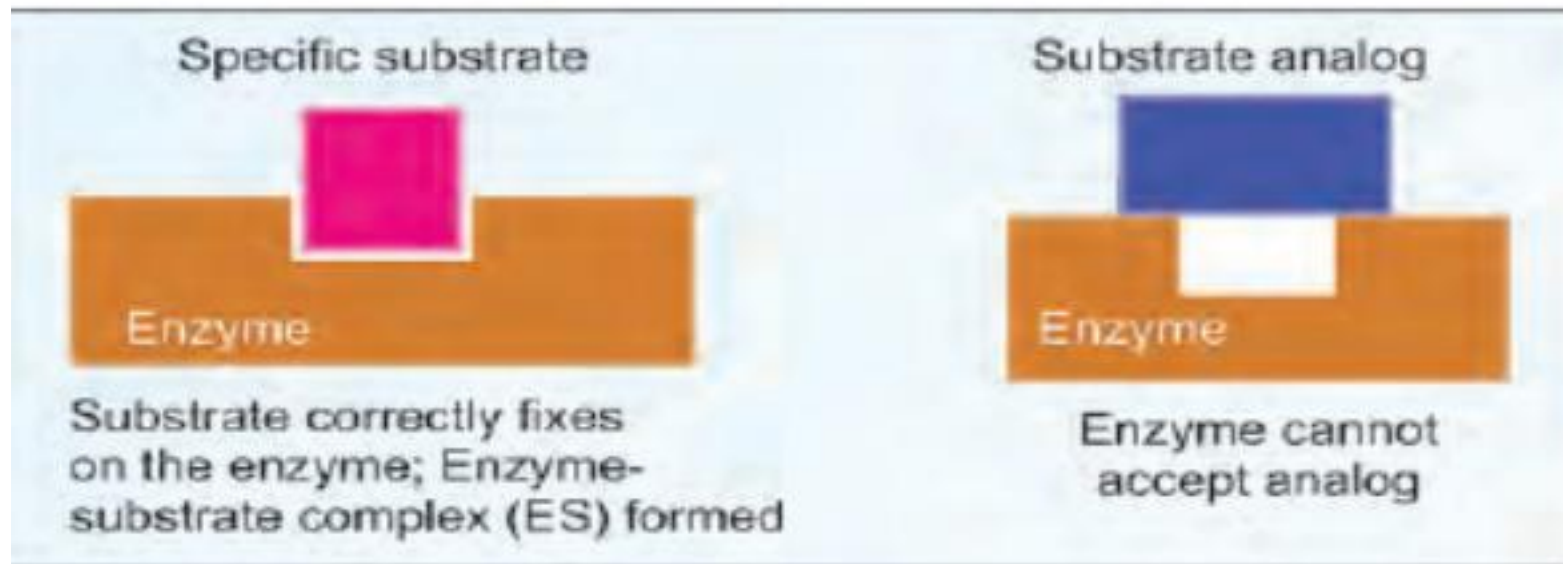 Specific substrate
Enzyme
Substrate correctly fixes
on the enzyme; Enzyme-
substrate complex (ES) formed
Substrate analog
Enzyme
Enzyme cannot
accept analog